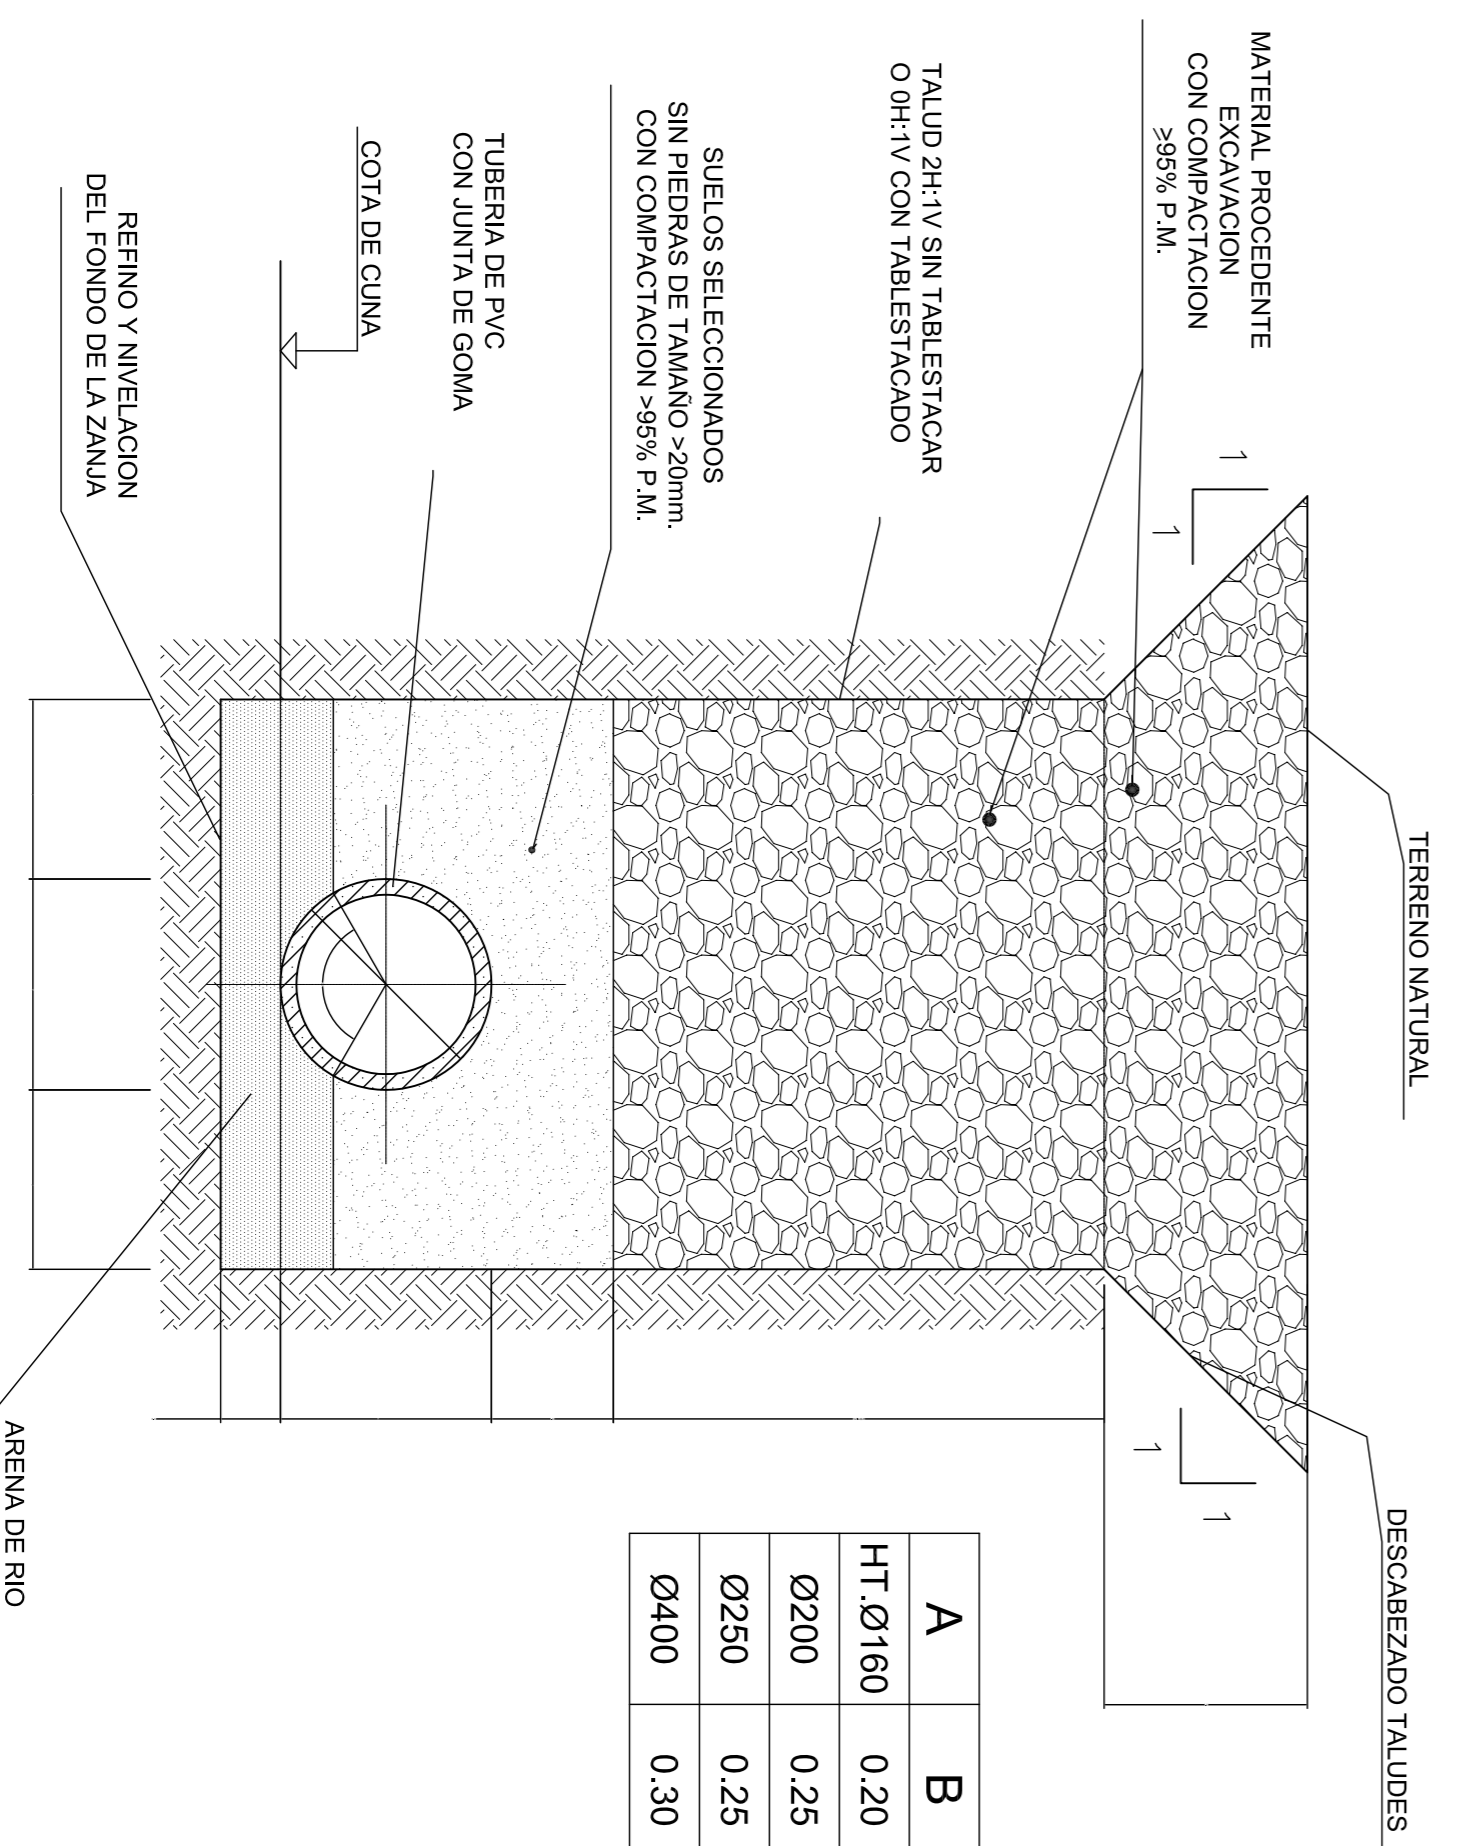 MATERIAL PROCEDENTE
EXCAVACION
CON COMPACTACION
≥95% P.M.
TALUD 2H:1V SIN TABLESTACAR
O 0H:1V CON TABLESTACADO
SUELOS SELECCIONADOS
SIN PIEDRAS DE TAMAÑO >20mm.
CON COMPACTACION >95% P.M.
TUBERIA DE PVC
CON JUNTA DE GOMA
COTA DE CUNA
REFINO Y NIVELACION
DEL FONDO DE LA ZANJA
1
1
TERRENO NATURAL
1
1
DESCABEZADO TALUDES
ARENA DE RIO
A B
HT.Ø160 0.20
Ø200 0.25
Ø250 0.25
Ø400 0.30